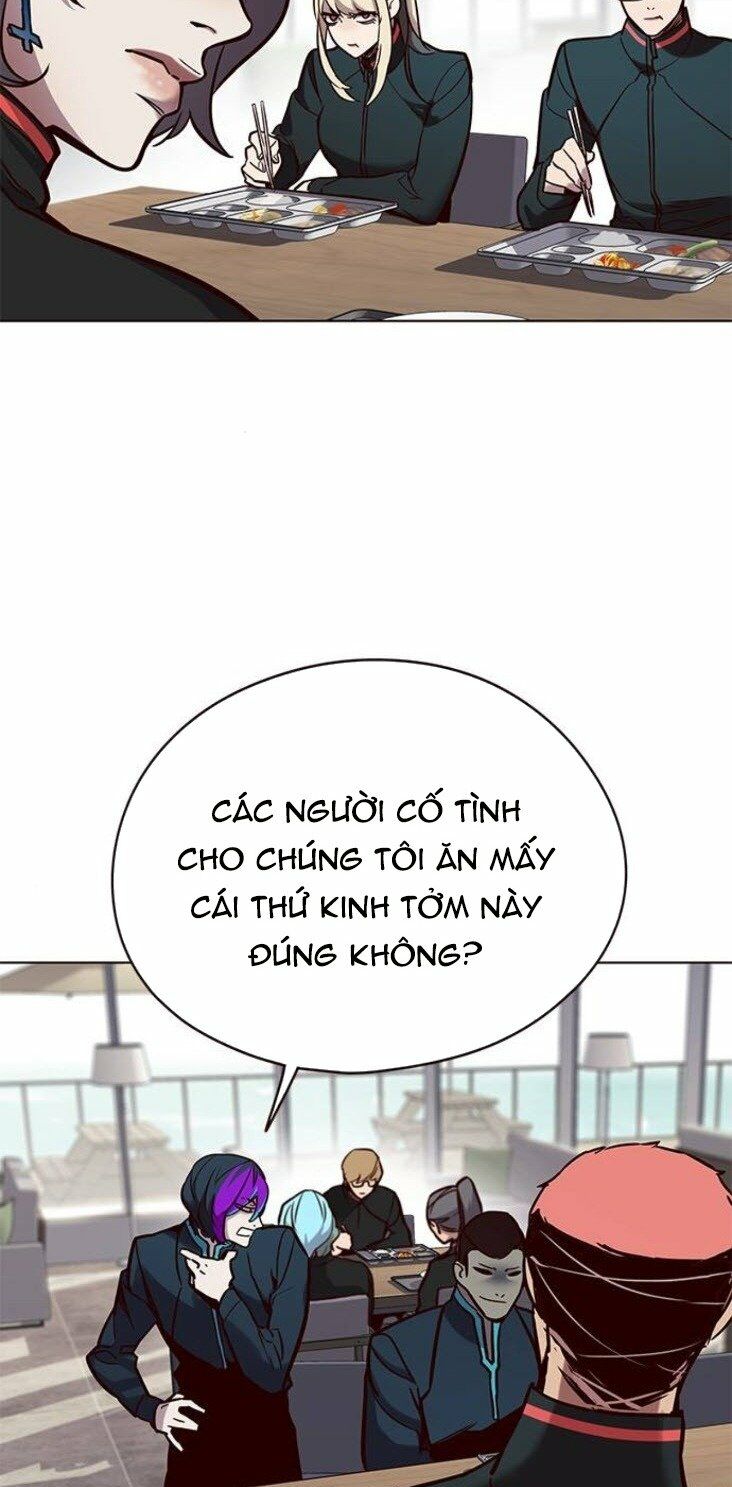 CÁC NGƯỜI CỐ TÌNH
CHO CHÚNG TÔI ĂN MẤY
CÁI THỨ KINH TỞM NÀY
ĐÚNG KHÔNG?